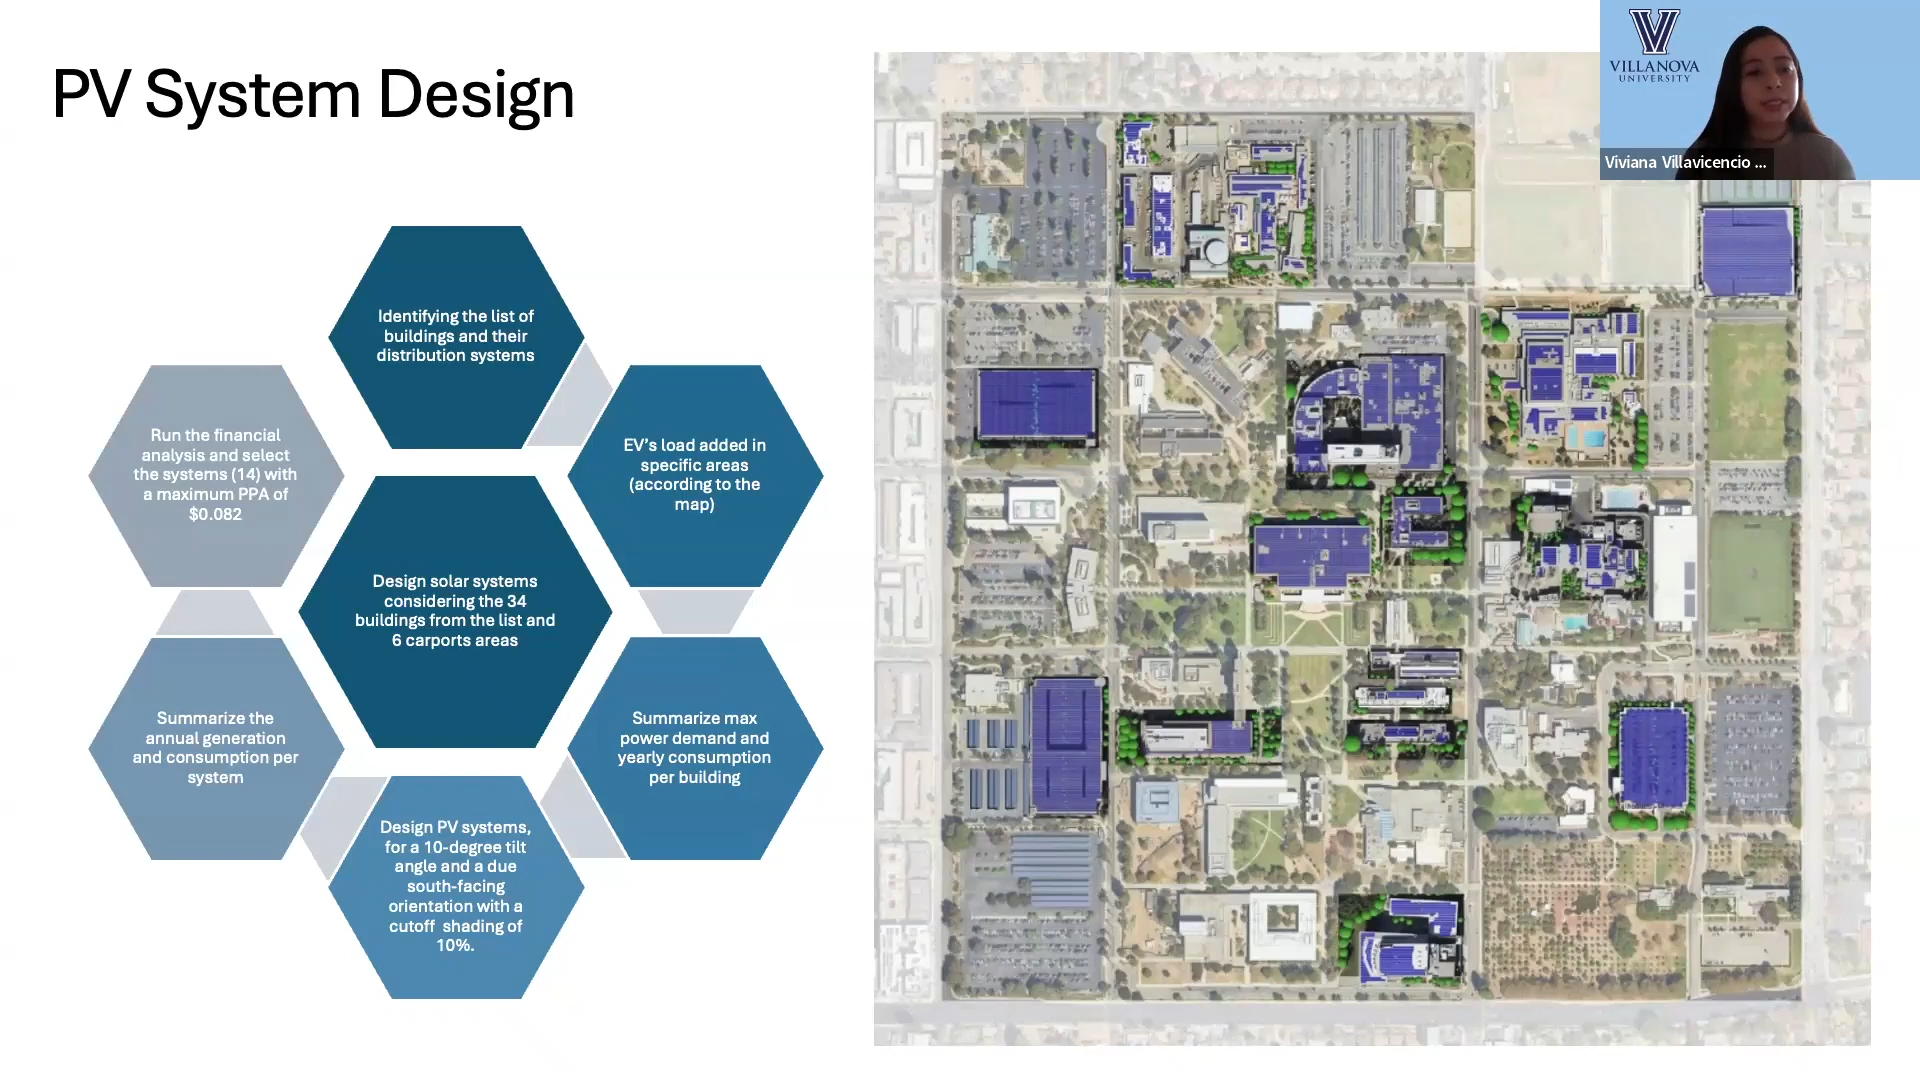 PV System Design
Identifying the list of
buildings and their
distribution systems
EV's load added in
specific areas
(according to the
map)
Summarize max
power demand and
yearly consumption
per building
Design PV systems,
for a 10-degree tilt
angle and a due
south-facing
orientation with a
cutoff shading of
10%.
Summarize the
annual generation
and consumption per
system
Run the financial
analysis and select
the systems (14) with
a maximum PPA of
$0.082
Design solar systems
considering the 34
buildings from the list and
6 carports areas
VILLANOVA
UNIVERSITY
Viviana Villavicencio ...